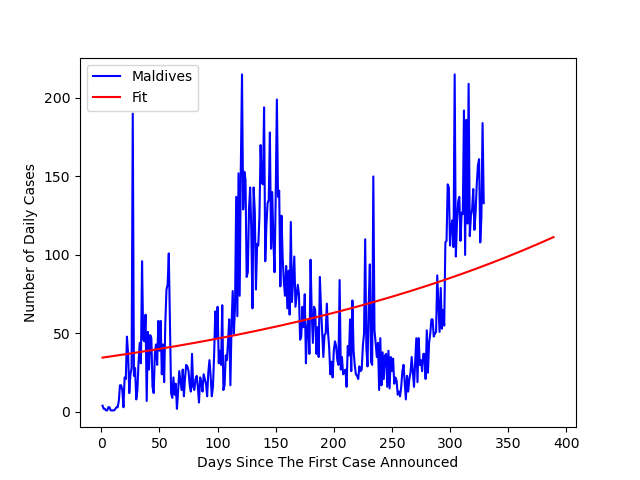 Maldives
Fit
Number of Daily Cases
200
150
100
50
0
0 50 100 150 200 250 300 350 400
Days Since The First Case Announced